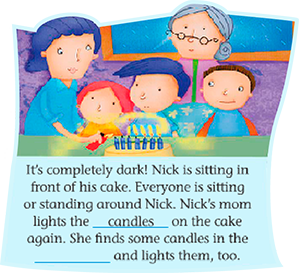 It's completely dark! Nick is sitting in
front of his cake. Everyone is sitting
or standing around Nick. Nick's mom
lights the candles on the cake
again. She finds some candles in the
____________ and lights them, too.